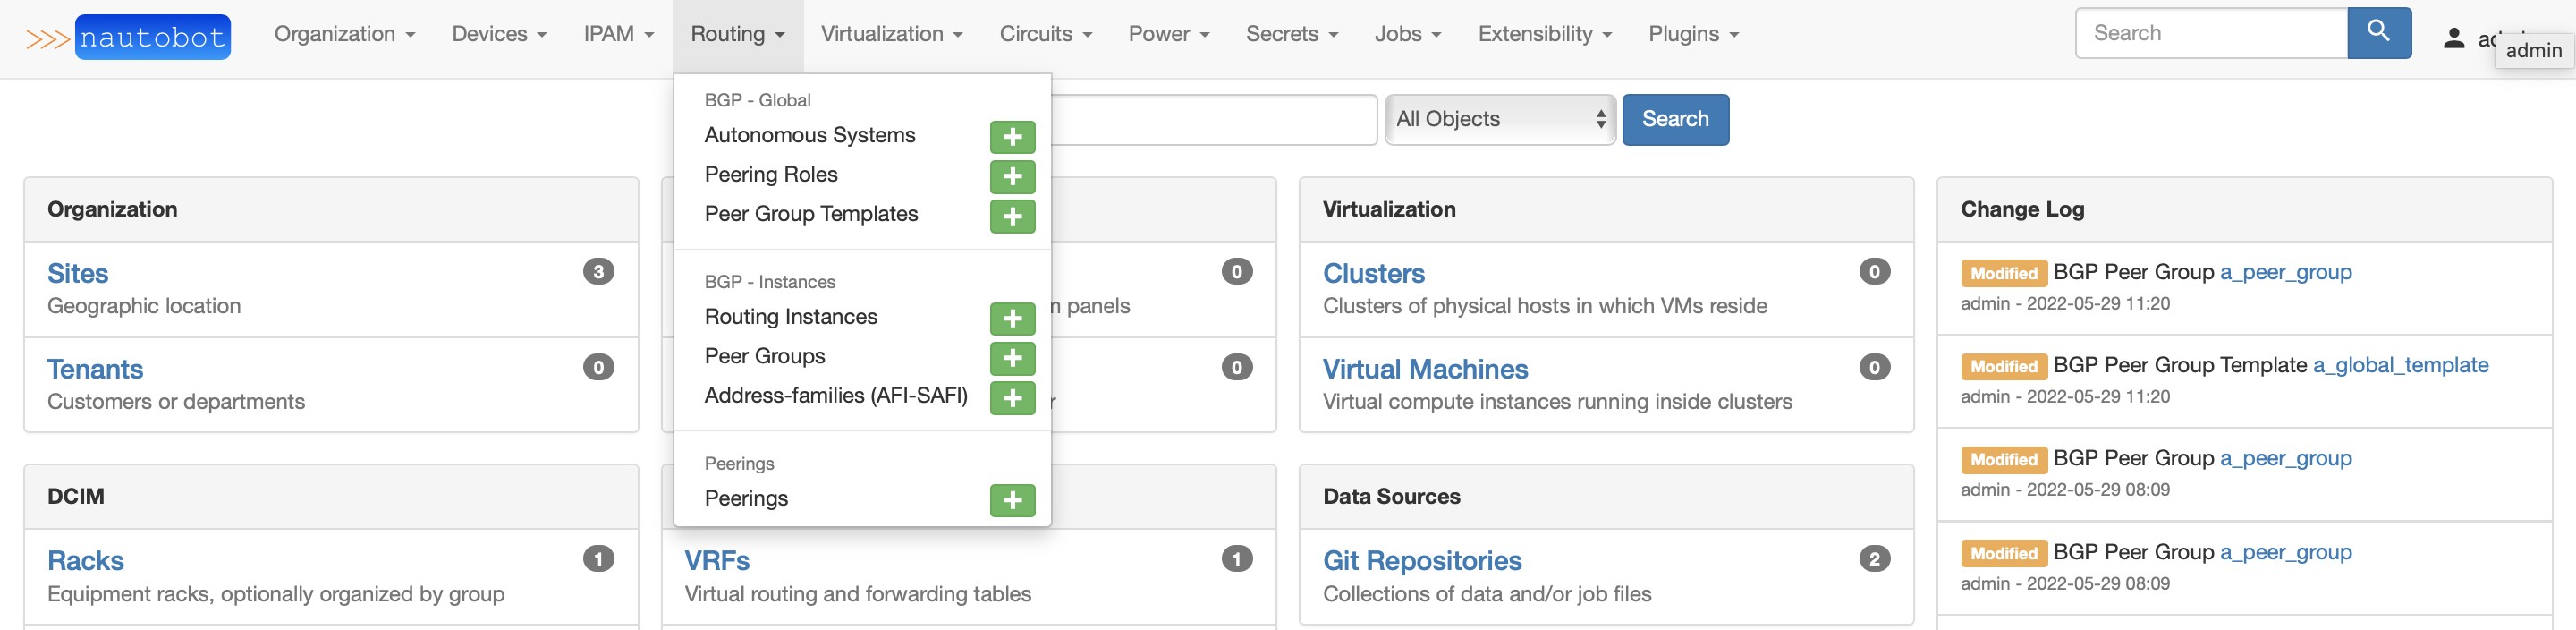 >>> nautobot Organization Devices IPAM Routing Virtualization Circuits Power Secrets Jobs Extensibility Plugins Search
admin
BGP - Global
Autonomous Systems
Peering Roles
Peer Group Templates
BGP - Instances
Routing Instances
Peer Groups
Address-families (AFI-SAFI)
Peerings
Peerings
All Objects Search
Organization
Sites 3
Geographic location
Tenants 0
Customers or departments
DCIM
Racks 1
Equipment racks, optionally organized by group
0
panels
0
VRFs 1
Virtual routing and forwarding tables
Virtualization
Clusters 0
Clusters of physical hosts in which VMs reside
Virtual Machines 0
Virtual compute instances running inside clusters
Data Sources
Git Repositories 2
Collections of data and/or job files
Change Log
Modified BGP Peer Group a_peer_group
admin - 2022-05-29 11:20
Modified BGP Peer Group Template a_global_template
admin - 2022-05-29 11:20
Modified BGP Peer Group a_peer_group
admin - 2022-05-29 08:09
Modified BGP Peer Group a_peer_group
admin - 2022-05-29 08:09